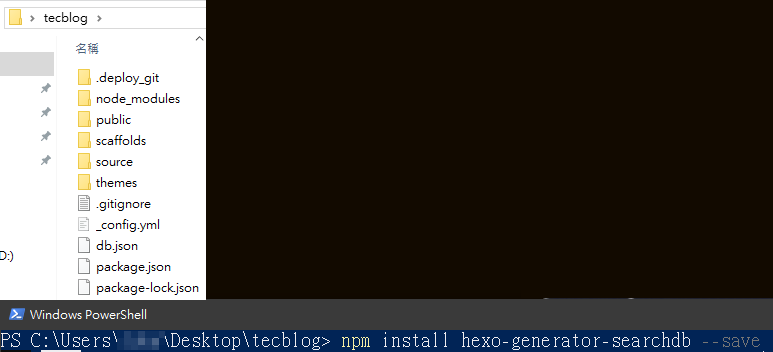 tecblog
名稱
.deploy_git
node_modules
public
scaffolds
source
themes
.gitignore
_config.yml
db.json
package.json
package-lock.json
D:)
Windows PowerShell
PS C:\Users\ \Desktop\tecblog> npm install hexo-generator-searchdb --save